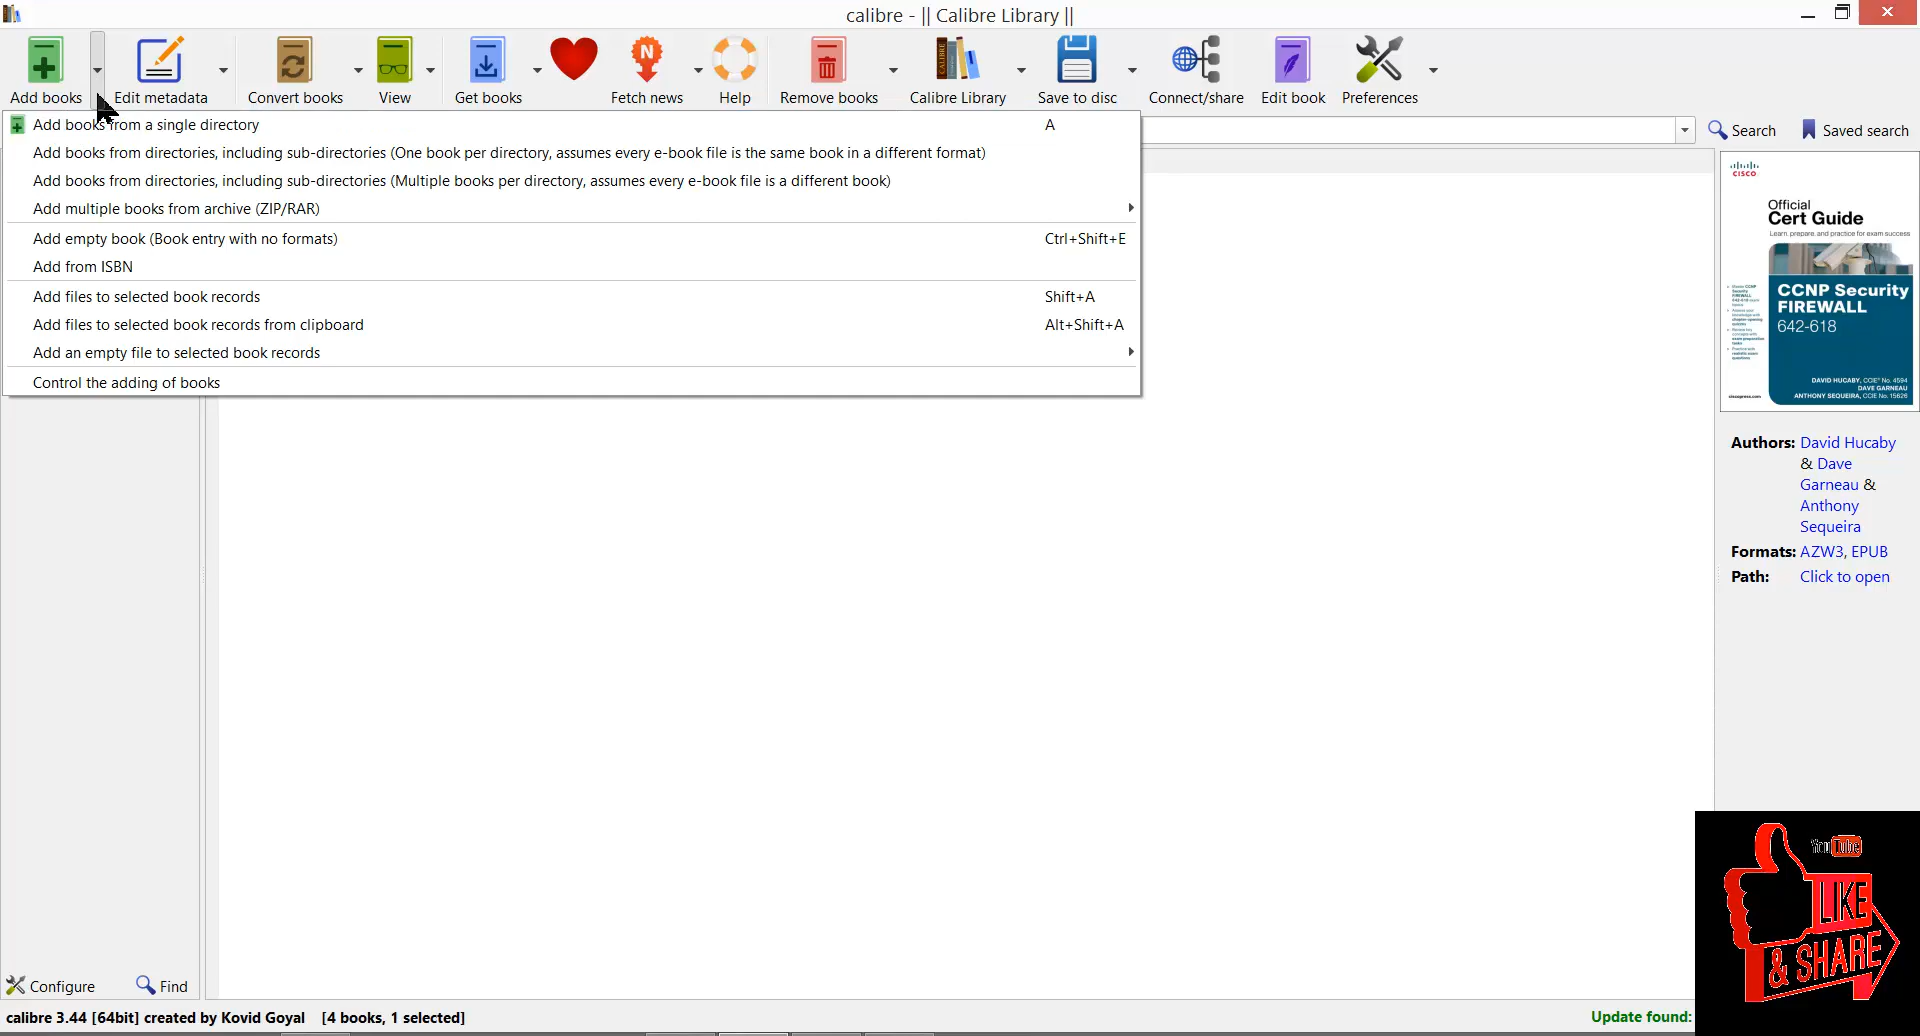 calibre - || Calibre Library ||
Add books
Edit metadata
Convert books
View
Get books
N
Fetch news
Help
Remove books
CALIBRE
Calibre Library
Save to disc
Connect/share
Edit book
Preferences
Add books from a single directory A
Add books from directories, including sub-directories (One book per directory, assumes every e-book file is the same book in a different format)
Add books from directories, including sub-directories (Multiple books per directory, assumes every e-book file is a different book)
Add multiple books from archive (ZIP/RAR)
Add empty book (Book entry with no formats) Ctrl+Shift+E
Add from ISBN
Add files to selected book records Shift+A
Add files to selected book records from clipboard Alt+Shift+A
Add an empty file to selected book records
Control the adding of books
Search
Saved search
CISCO
Official
Cert Guide
Learn, prepare, and practice for exam success
CCNP Security
FIREWALL
642-618
DAVID HUCABY, CCIE® No. 4594
DAVE GARNEAU
ANTHONY SEQUEIRA, CCIE No. 15626
ciscopress.com
Authors: David Hucaby
& Dave
Garneau &
Anthony
Sequeira
Formats: AZW3, EPUB
Path: Click to open
YouTube
LIKE
& SHARE
Configure
Find
calibre 3.44 [64bit] created by Kovid Goyal [4 books, 1 selected]
Update found: